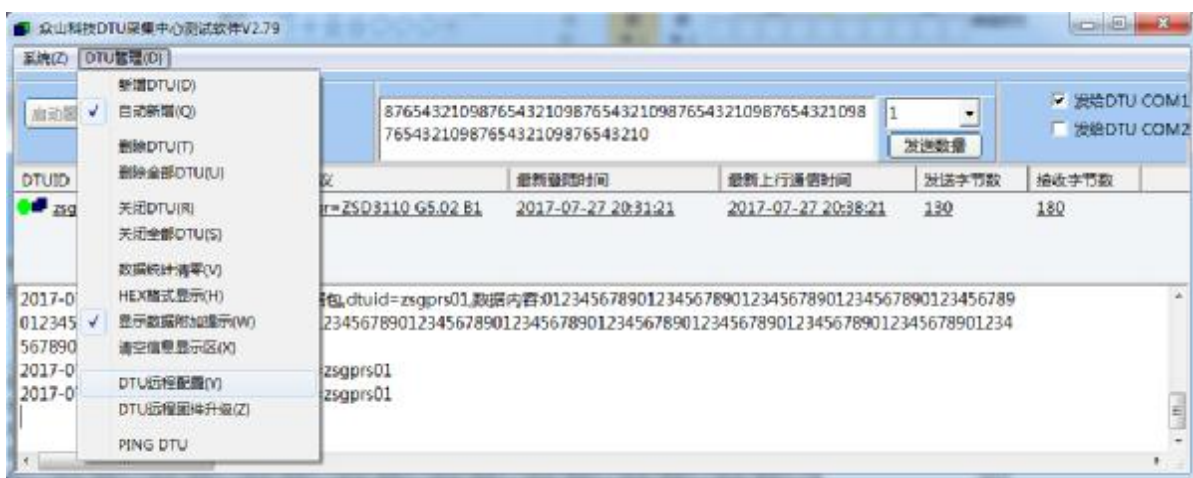 众山科技DTU采集中心测试软件V2.79
系统(Z) DTU管理(D)
新增DTU(D)
自动新增(Q)
删除DTU(T)
删除全部DTU(U)
关闭DTU(R)
关闭全部DTU(S)
数据统计清零(V)
HEX格式显示(H)
显示数据附加提示(W)
清空信息显示区(X)
DTU远程配置(Y)
DTU远程固件升级(Z)
PING DTU
启动
876543210987654321098765432109876543210987654321098
76543210987654321098765432​10
1
发送数据
发给DTU COM1
发给DTU COM2
DTUID 议 最新登陆时间 最新上行通信时间 发送字节数 接收字节数
zsg r=ZSD3110 G5.02 B1 2017-07-27 20:31:21 2017-07-27 20:38:21 130 180
2017-0 包,dtuid=zsgprs01,数据内容:0123456789012345678901234567890123456789012345678901234567​89
012345 234567890123456789012345678901234567890123456789012345678901234
567890
2017-0 =zsgprs01
2017-0 =zsgprs01